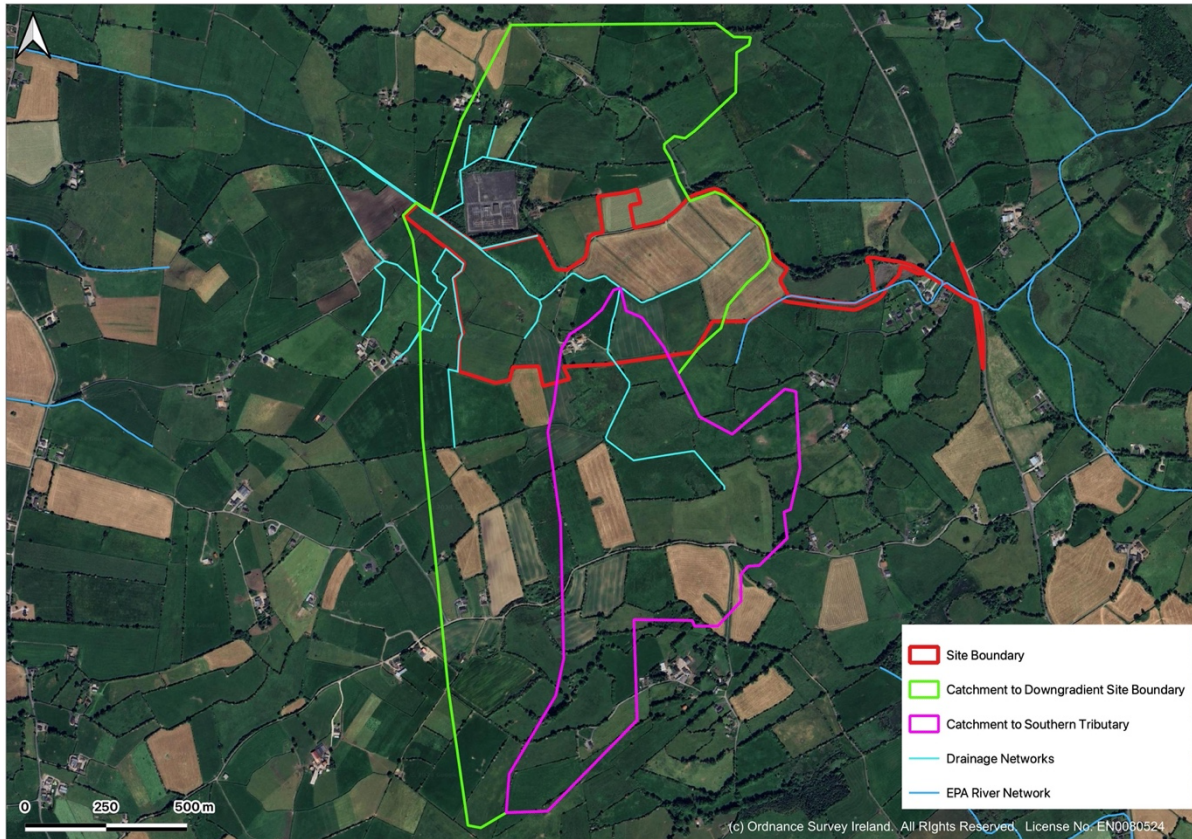 Site Boundary
Catchment to Downgradient Site Boundary
Catchment to Southern Tributary
Drainage Networks
EPA River Network
0 250 500 m
(c) Ordnance Survey Ireland. All RIghts Reserved. License No. EN0080524